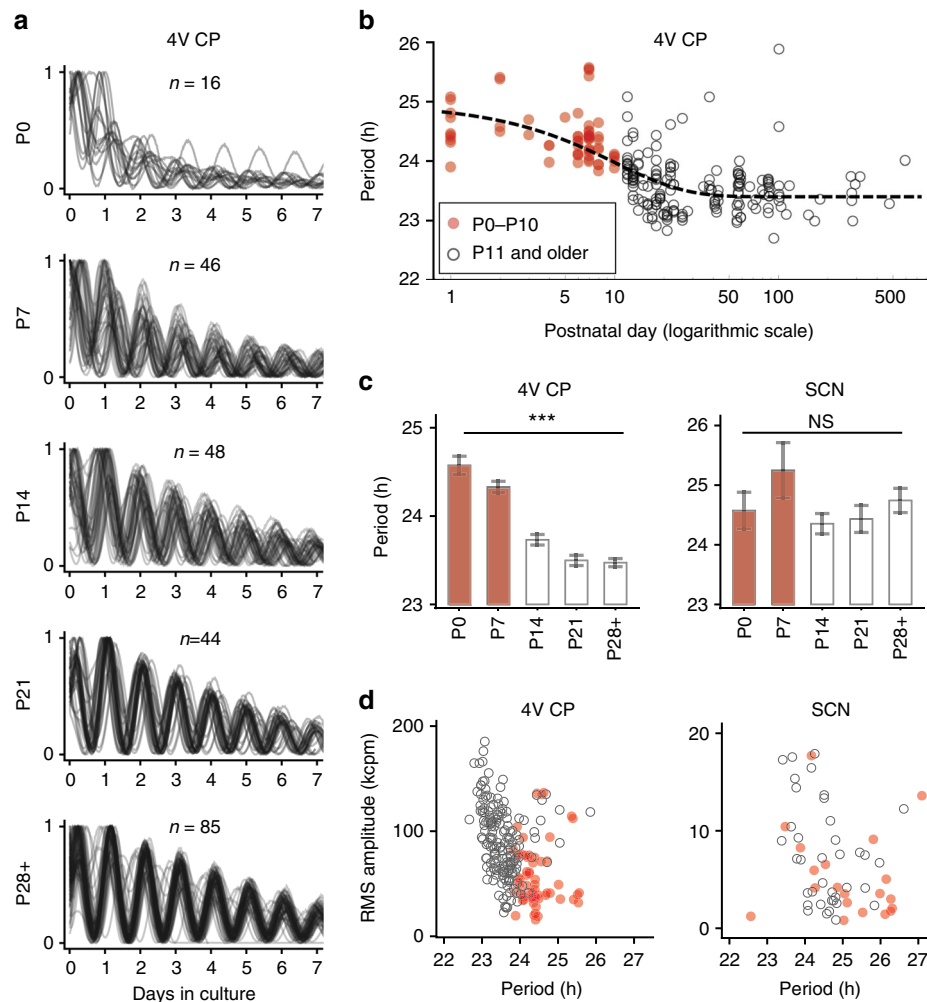 a
4V CP
P0
n = 16
1
0
0 1 2 3 4 5 6 7
P7
n = 46
1
0
0 1 2 3 4 5 6 7
P14
n = 48
1
0
0 1 2 3 4 5 6 7
P21
n=44
1
0
0 1 2 3 4 5 6 7
P28+
n = 85
1
0
0 1 2 3 4 5 6 7
Days in culture
b
4V CP
Period (h)
26
25
24
23
22
P0–P10
P11 and older
1 5 10 50 100 500
Postnatal day (logarithmic scale)
c
4V CP
***
Period (h)
25
24
23
P0 P7 P14 P21 P28+
SCN
NS
26
25
24
23
P0 P7 P14 P21 P28+
d
4V CP
RMS amplitude (kcpm)
200
100
0
22 23 24 25 26 27
Period (h)
SCN
20
10
0
22 23 24 25 26 27
Period (h)